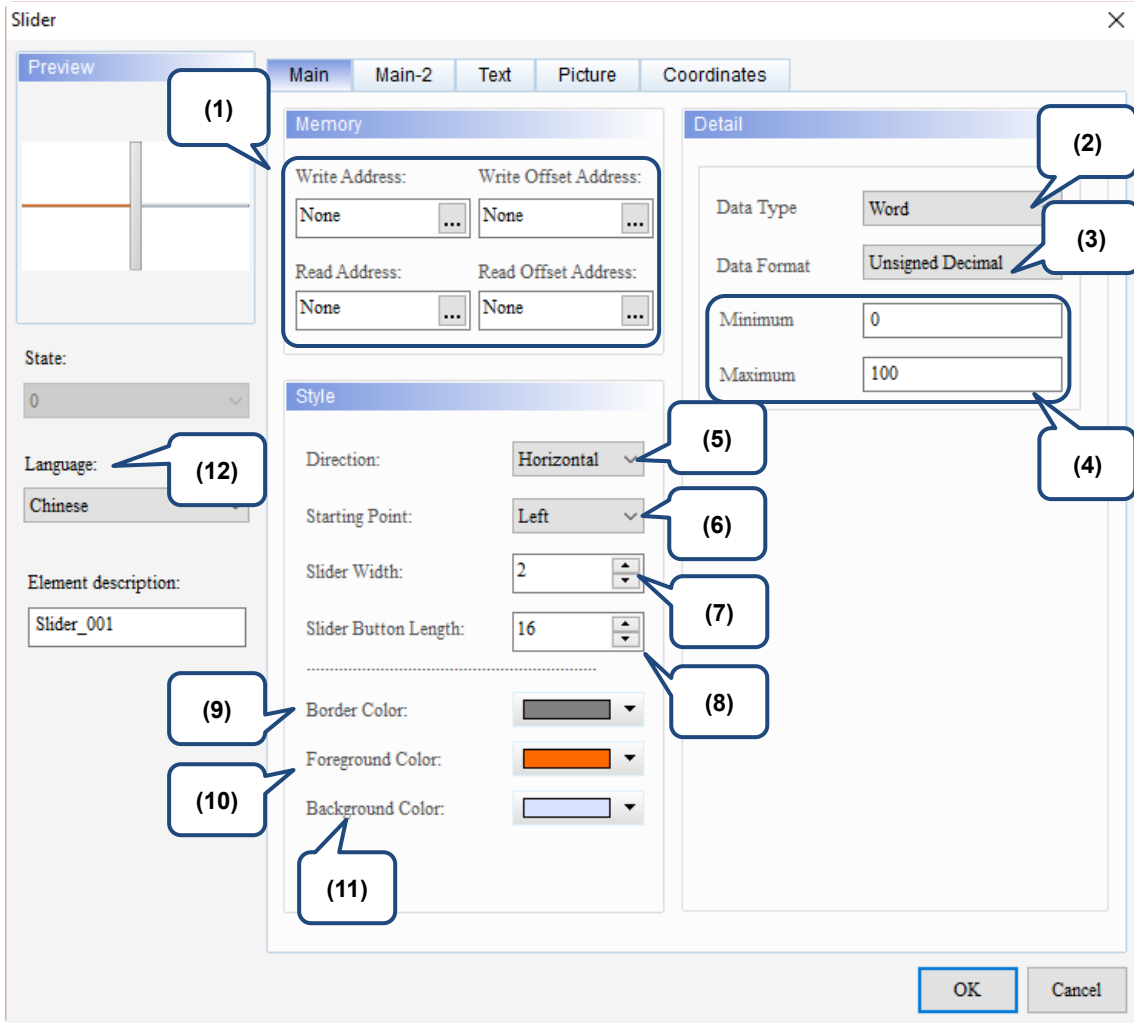 Slider
Preview
Main Main-2 Text Picture Coordinates
(1)
Memory
Write Address: Write Offset Address:
None ... None ...
Read Address: Read Offset Address:
None ... None ...
Detail
(2)
Data Type Word
(3)
Data Format Unsigned Decimal
Minimum 0
Maximum 100
(4)
State:
0
Language:
(12)
Chinese
Element description:
Slider_001
Style
Direction: Horizontal
(5)
Starting Point: Left
(6)
Slider Width: 2
(7)
Slider Button Length: 16
(8)
(9)
Border Color:
Foreground Color:
(10)
Background Color:
(11)
OK Cancel